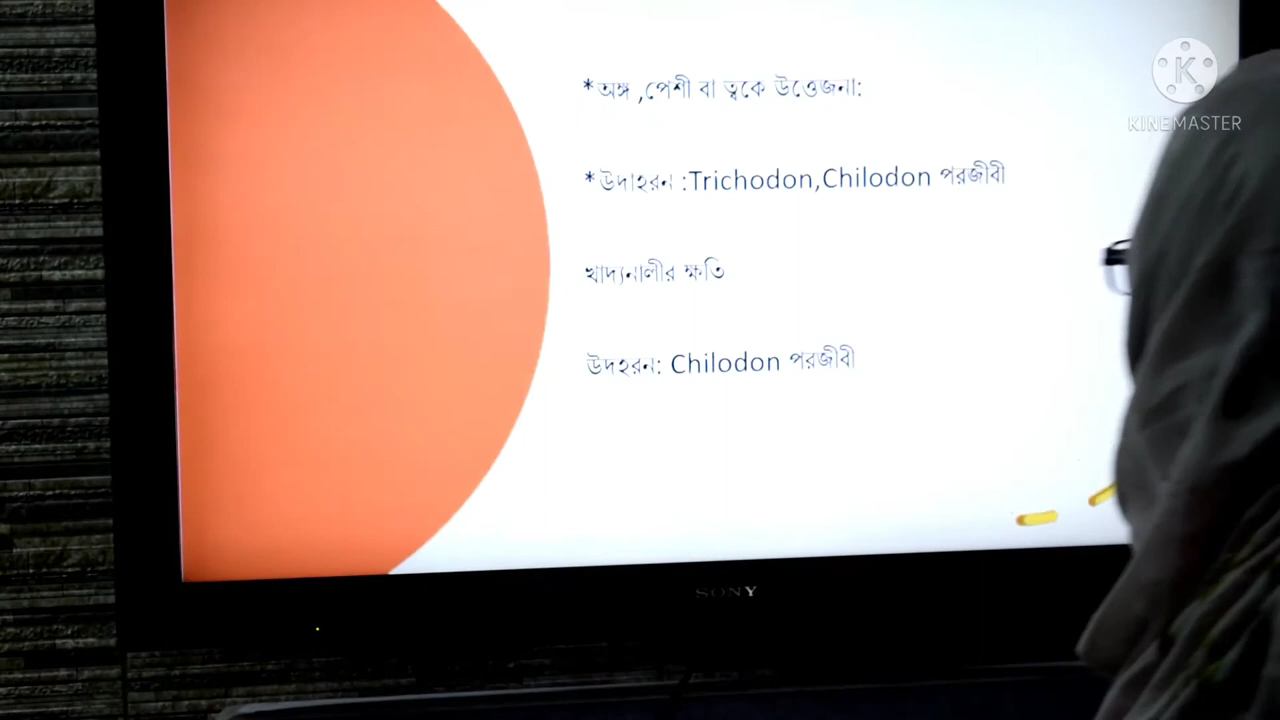 *অঙ্গ ,পেশী বা ত্বকে উত্তেজনা:
*উদাহরন :Trichodon,Chilodon পরজীবী
খাদ্যনালীর ক্ষতি
উদহরন: Chilodon পরজীবী
K
KINEMASTER
SONY